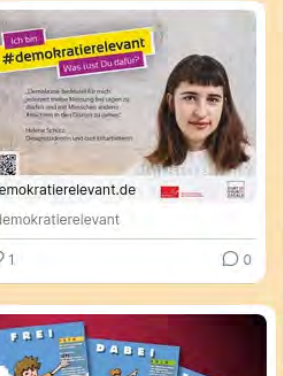 Ich bin
#demokratierelevant
Was tust Du dafür?
„Demokratie bedeutet für mich,
jederzeit meine Meinung frei sagen zu
dürfen und mit Menschen anderer
Ansichten in den Diskurs zu gehen."
Helene Schütz
emokratierelevant.de
demokratierelevant
1
0
FREI
DABEI